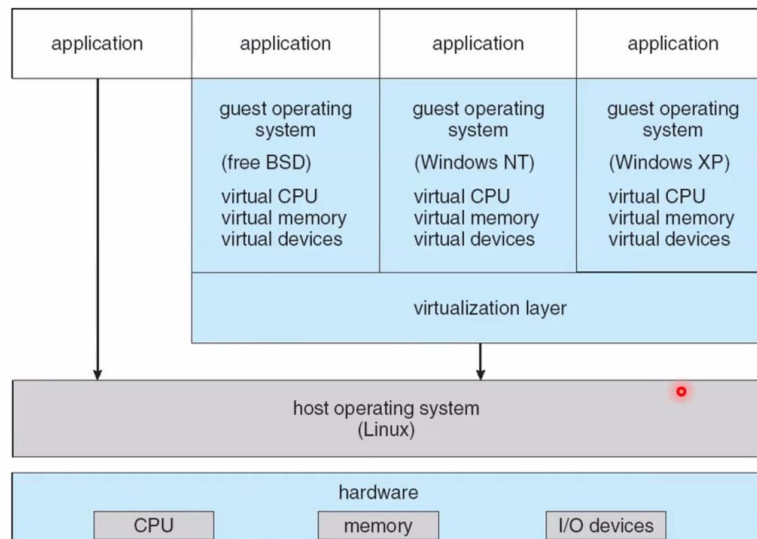 application
application
application
application
guest operating
system
(free BSD)
virtual CPU
virtual memory
virtual devices
guest operating
system
(Windows NT)
virtual CPU
virtual memory
virtual devices
guest operating
system
(Windows XP)
virtual CPU
virtual memory
virtual devices
virtualization layer
host operating system
(Linux)
hardware
CPU
memory
I/O devices